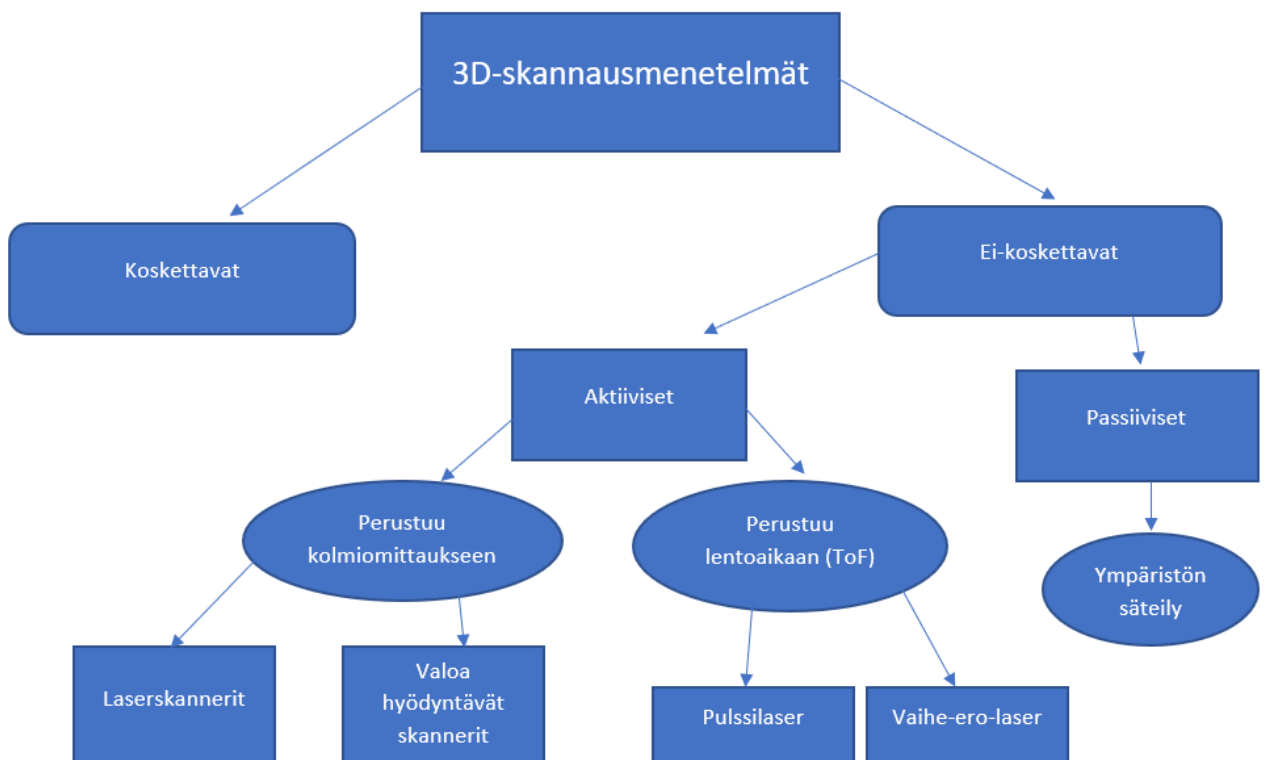 3D-skannausmenetelmät
Koskettavat
Ei-koskettavat
Aktiiviset
Passiiviset
Perustuu
kolmiomittaukseen
Perustuu
lentoaikaan (ToF)
Ympäristön
säteily
Laserskannerit
Valoa
hyödyntävät
skannerit
Pulssilaser
Vaihe-ero-laser